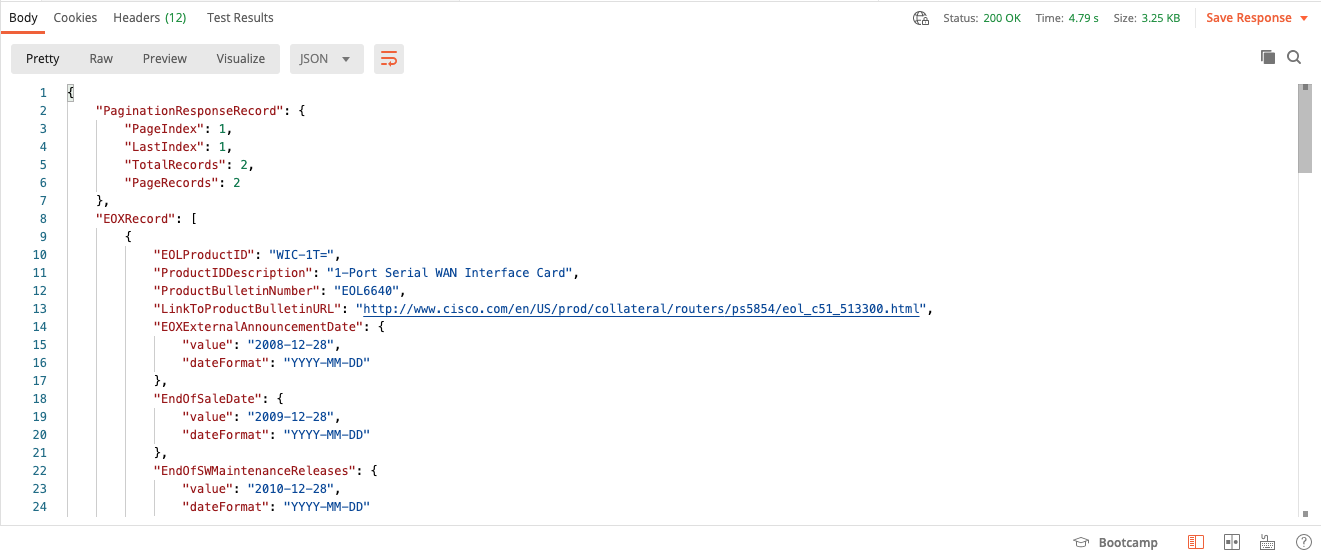 Body Cookies Headers (12) Test Results Status: 200 OK Time: 4.79 s Size: 3.25 KB Save Response
Pretty Raw Preview Visualize JSON
1 {
2 "PaginationResponseRecord": {
3 "PageIndex": 1,
4 "LastIndex": 1,
5 "TotalRecords": 2,
6 "PageRecords": 2
7 },
8 "EOXRecord": [
9 {
10 "EOLProductID": "WIC-1T=",
11 "ProductIDDescription": "1-Port Serial WAN Interface Card",
12 "ProductBulletinNumber": "EOL6640",
13 "LinkToProductBulletinURL": "http://www.cisco.com/en/US/prod/collateral/routers/ps5854/eol_c51_513300.html",
14 "EOXExternalAnnouncementDate": {
15 "value": "2008-12-28",
16 "dateFormat": "YYYY-MM-DD"
17 },
18 "EndOfSaleDate": {
19 "value": "2009-12-28",
20 "dateFormat": "YYYY-MM-DD"
21 },
22 "EndOfSWMaintenanceReleases": {
23 "value": "2010-12-28",
24 "dateFormat": "YYYY-MM-DD"
Bootcamp